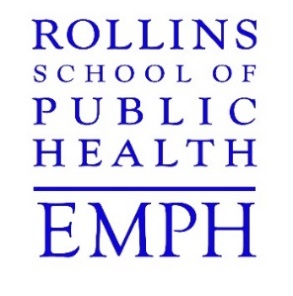 ROLLINS
SCHOOL OF
PUBLIC
HEALTH
EMPH